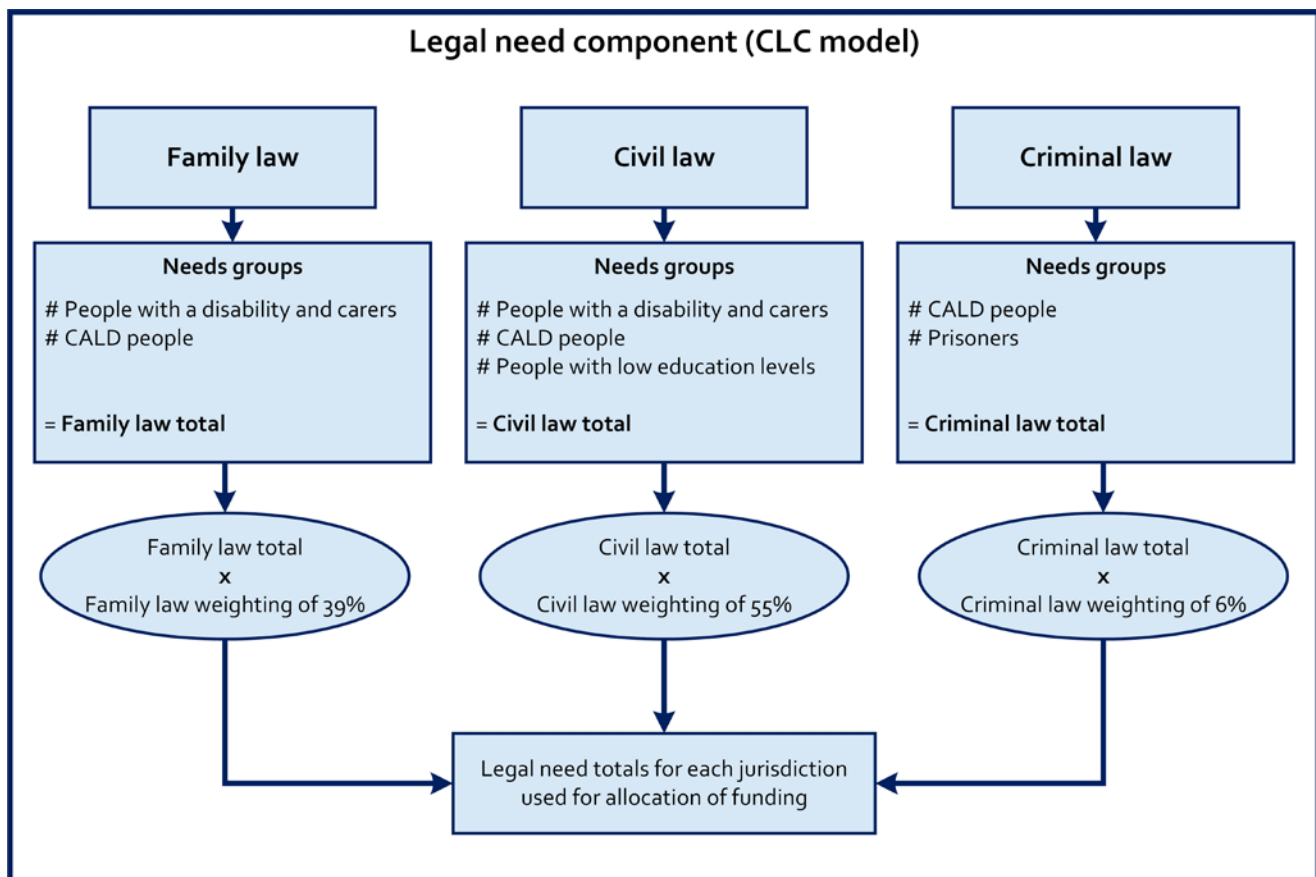 Legal need component (CLC model)
Family law
Civil law
Criminal law
Needs groups
# People with a disability and carers
# CALD people
= Family law total
Needs groups
# People with a disability and carers
# CALD people
# People with low education levels
= Civil law total
Needs groups
# CALD people
# Prisoners
= Criminal law total
Family law total
x
Family law weighting of 39%
Civil law total
x
Civil law weighting of 55%
Criminal law total
x
Criminal law weighting of 6%
Legal need totals for each jurisdiction
used for allocation of funding